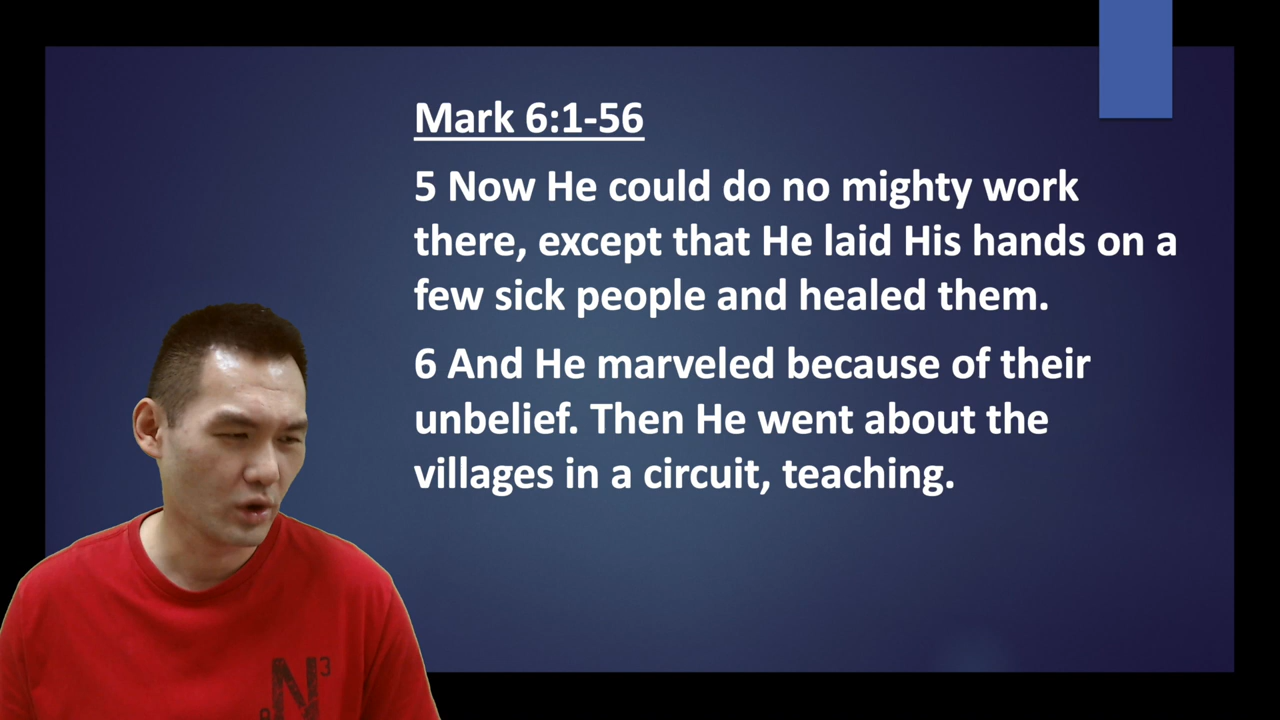 Mark 6:1-56
5 Now He could do no mighty work
there, except that He laid His hands on a
few sick people and healed them.
6 And He marveled because of their
unbelief. Then He went about the
villages in a circuit, teaching.
N3